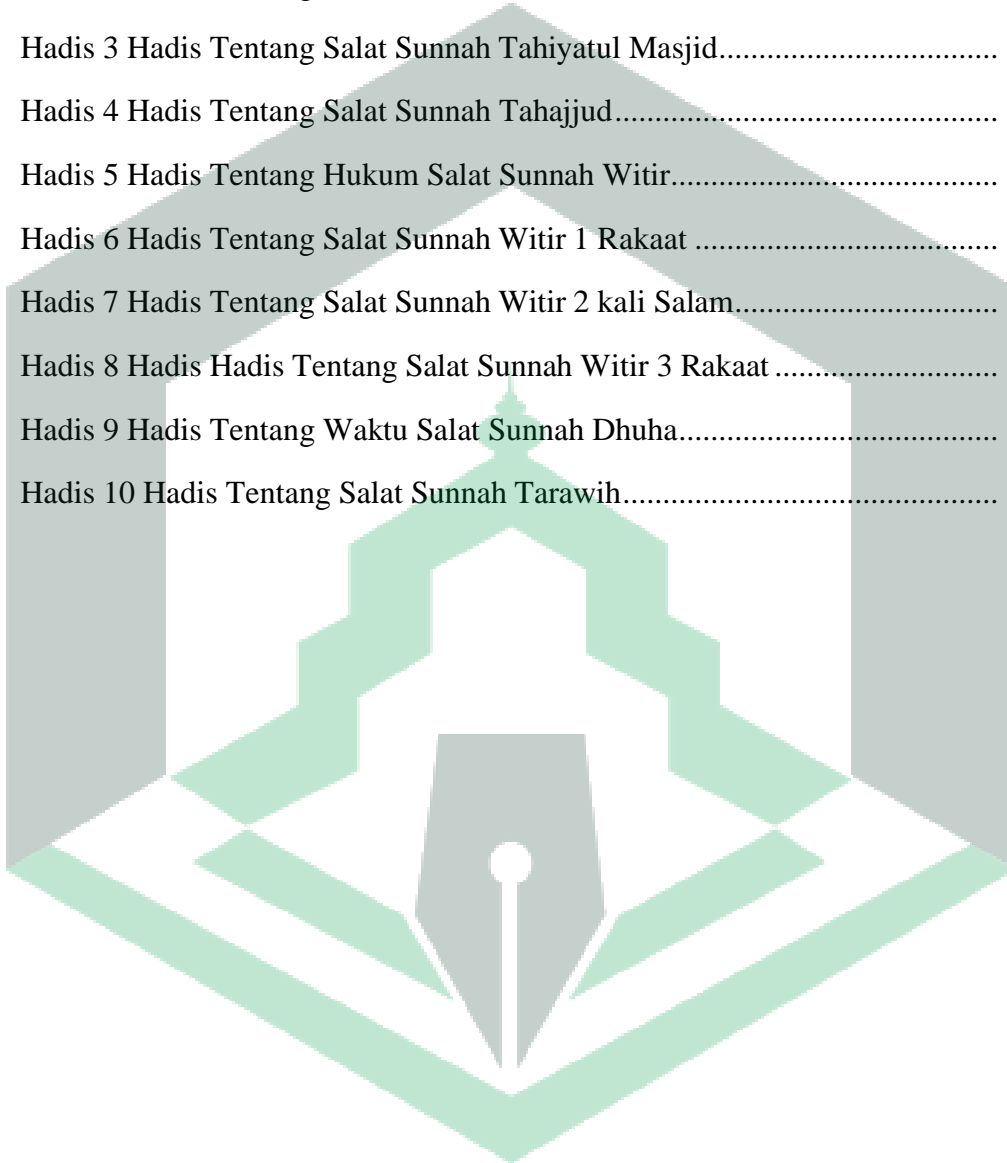 Hadis 3 Hadis Tentang Salat Sunnah Tahiyatul Masjid..................................
Hadis 4 Hadis Tentang Salat Sunnah Tahajjud...............................................
Hadis 5 Hadis Tentang Hukum Salat Sunnah Witir........................................
Hadis 6 Hadis Tentang Salat Sunnah Witir 1 Rakaat .....................................
Hadis 7 Hadis Tentang Salat Sunnah Witir 2 kali Salam................................
Hadis 8 Hadis Hadis Tentang Salat Sunnah Witir 3 Rakaat ...........................
Hadis 9 Hadis Tentang Waktu Salat Sunnah Dhuha.......................................
Hadis 10 Hadis Tentang Salat Sunnah Tarawih..............................................